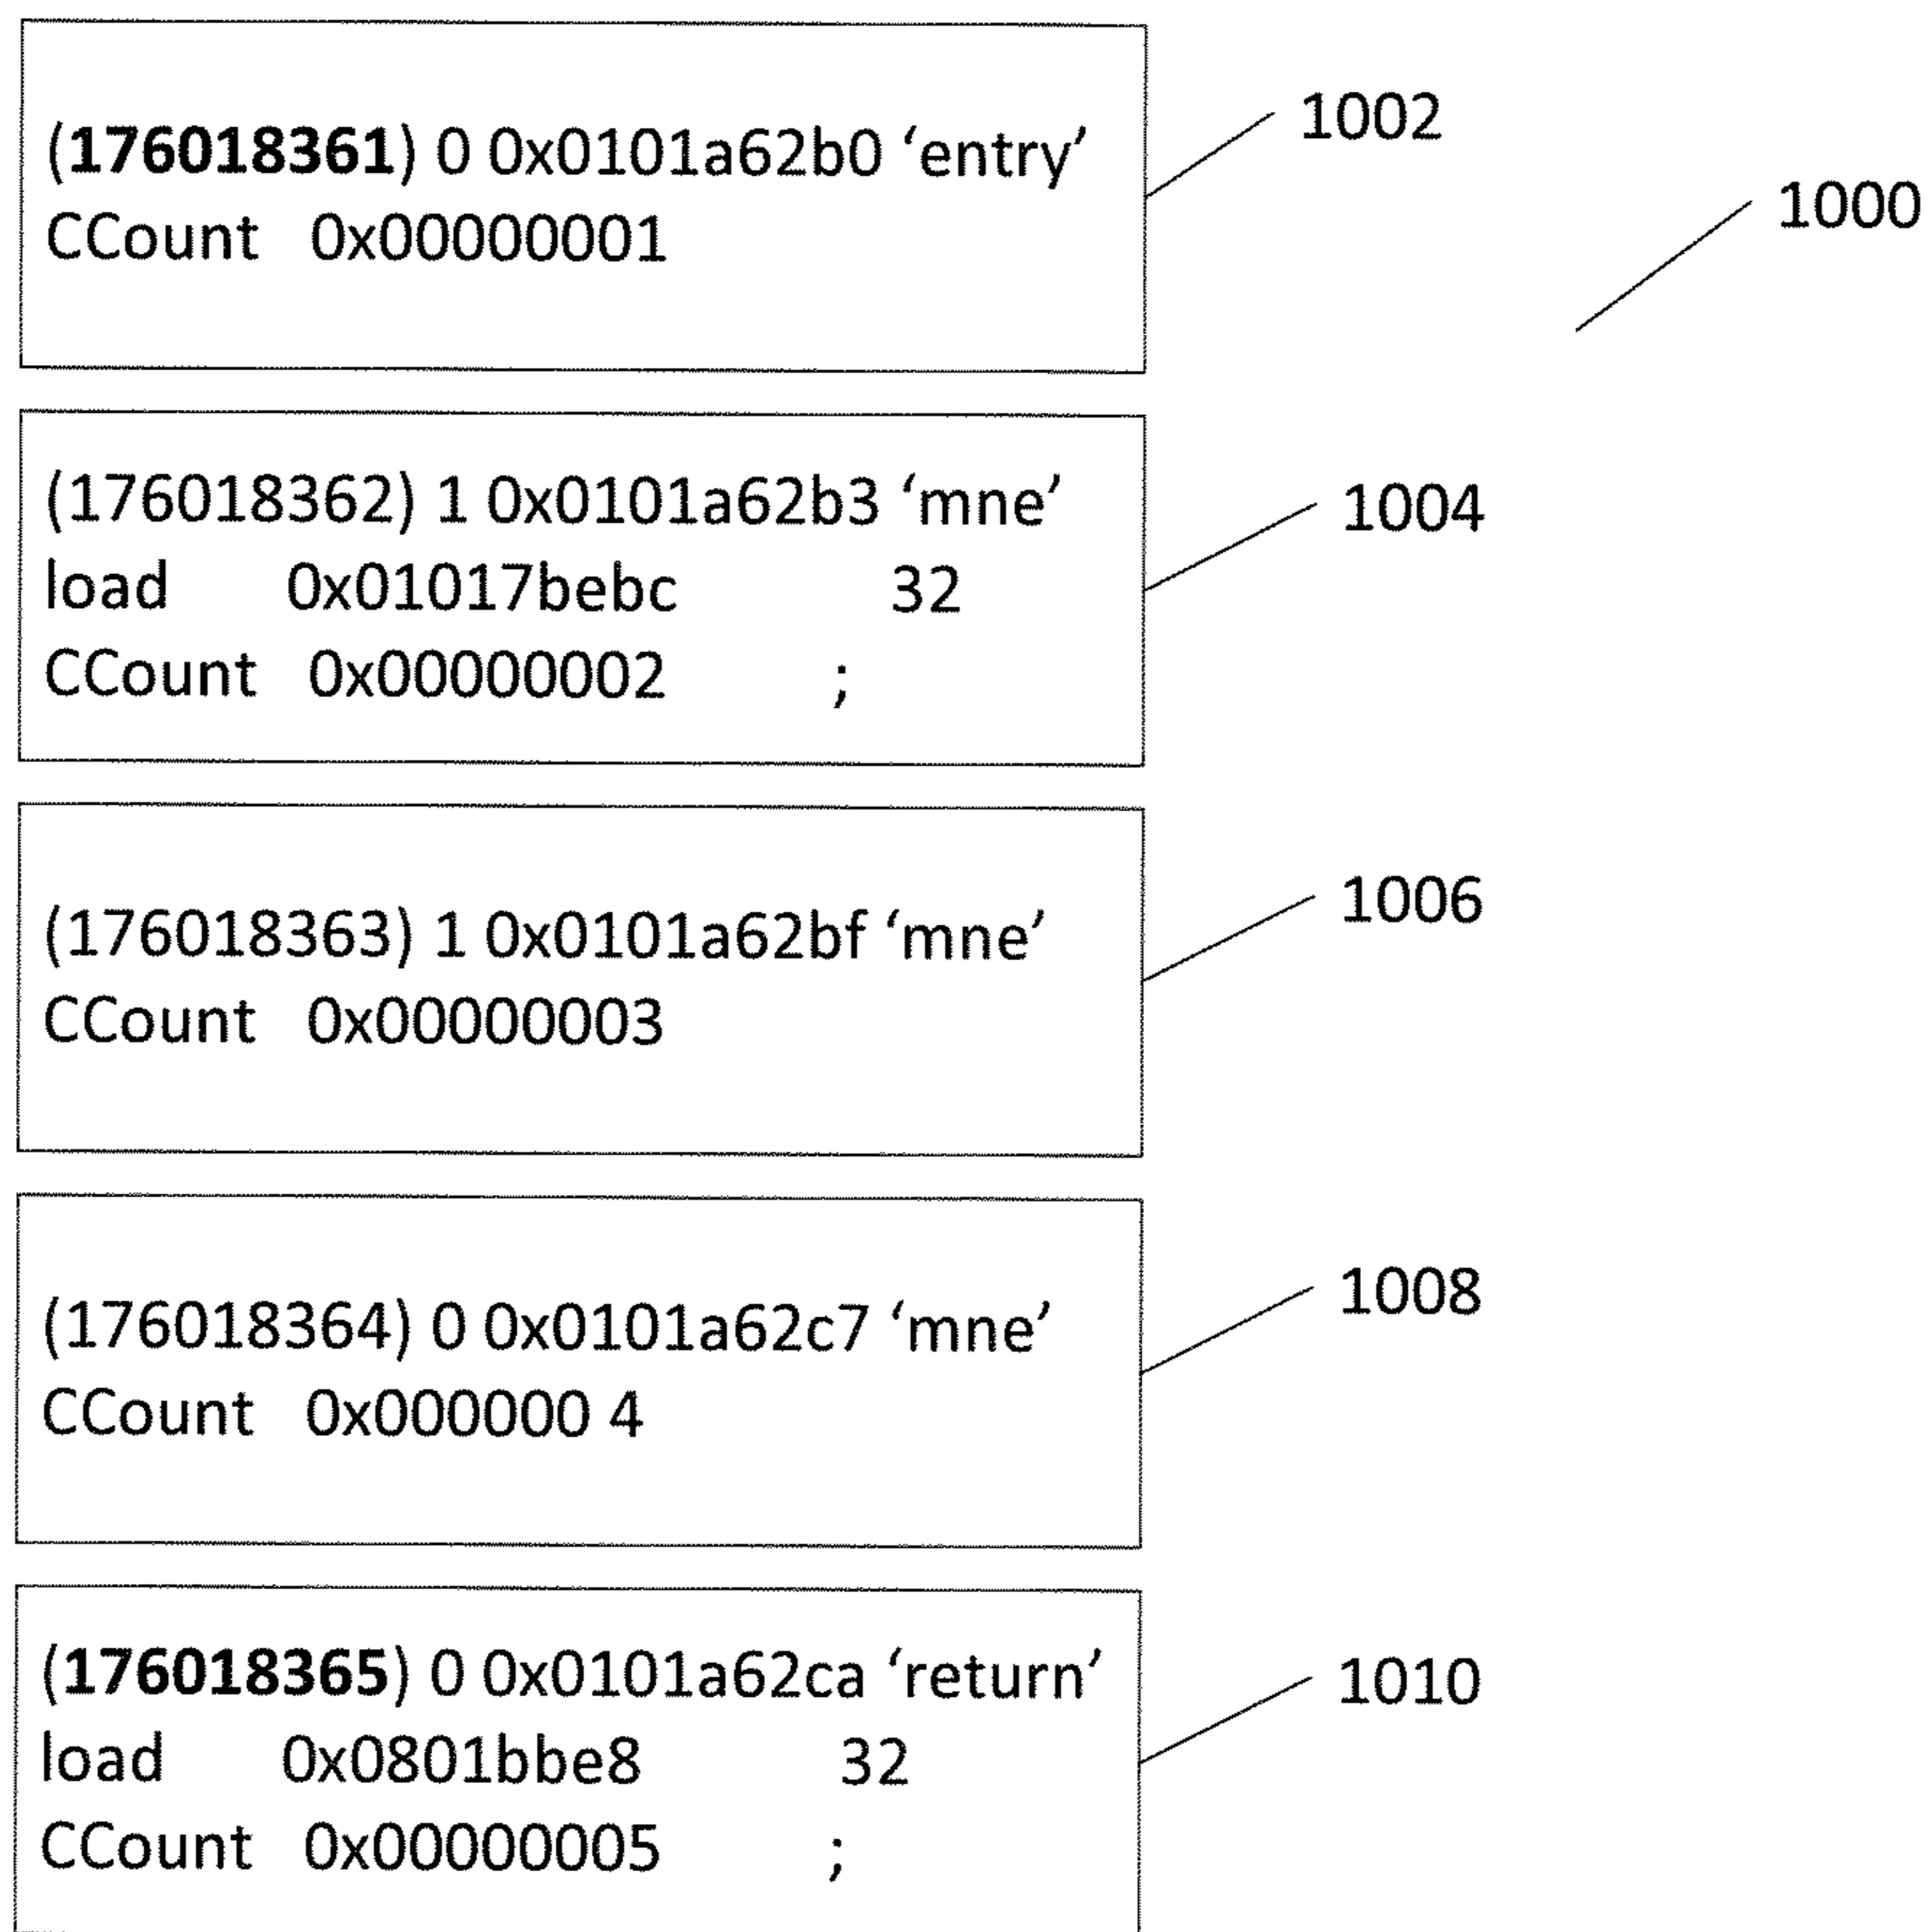 (176018361) 0 0x0101a62b0 ‘entry’
CCount 0x00000001
1002
1000
(176018362) 1 0x0101a62b3 ‘mne’
load 0x01017bebc 32
CCount 0x00000002 ;
1004
(176018363) 1 0x0101a62bf ‘mne’
CCount 0x00000003
1006
(176018364) 0 0x0101a62c7 ‘mne’
CCount 0x000000 4
1008
(176018365) 0 0x0101a62ca ‘return’
load 0x0801bbe8 32
CCount 0x00000005 ;
1010